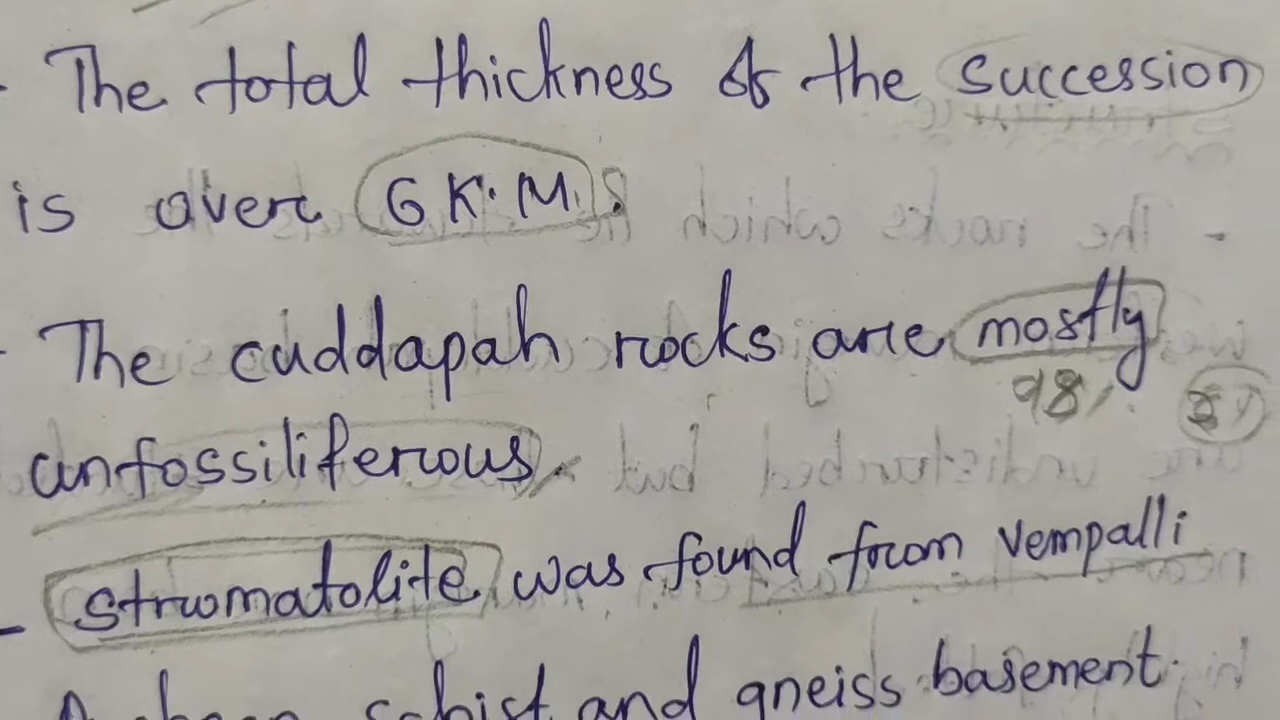 - The total thickness of the succession
is over 6 K.M.
- The cuddapah rocks are mostly
98%
unfossiliferous
- stromatolite was found from vempalli
schist and gneiss basement.